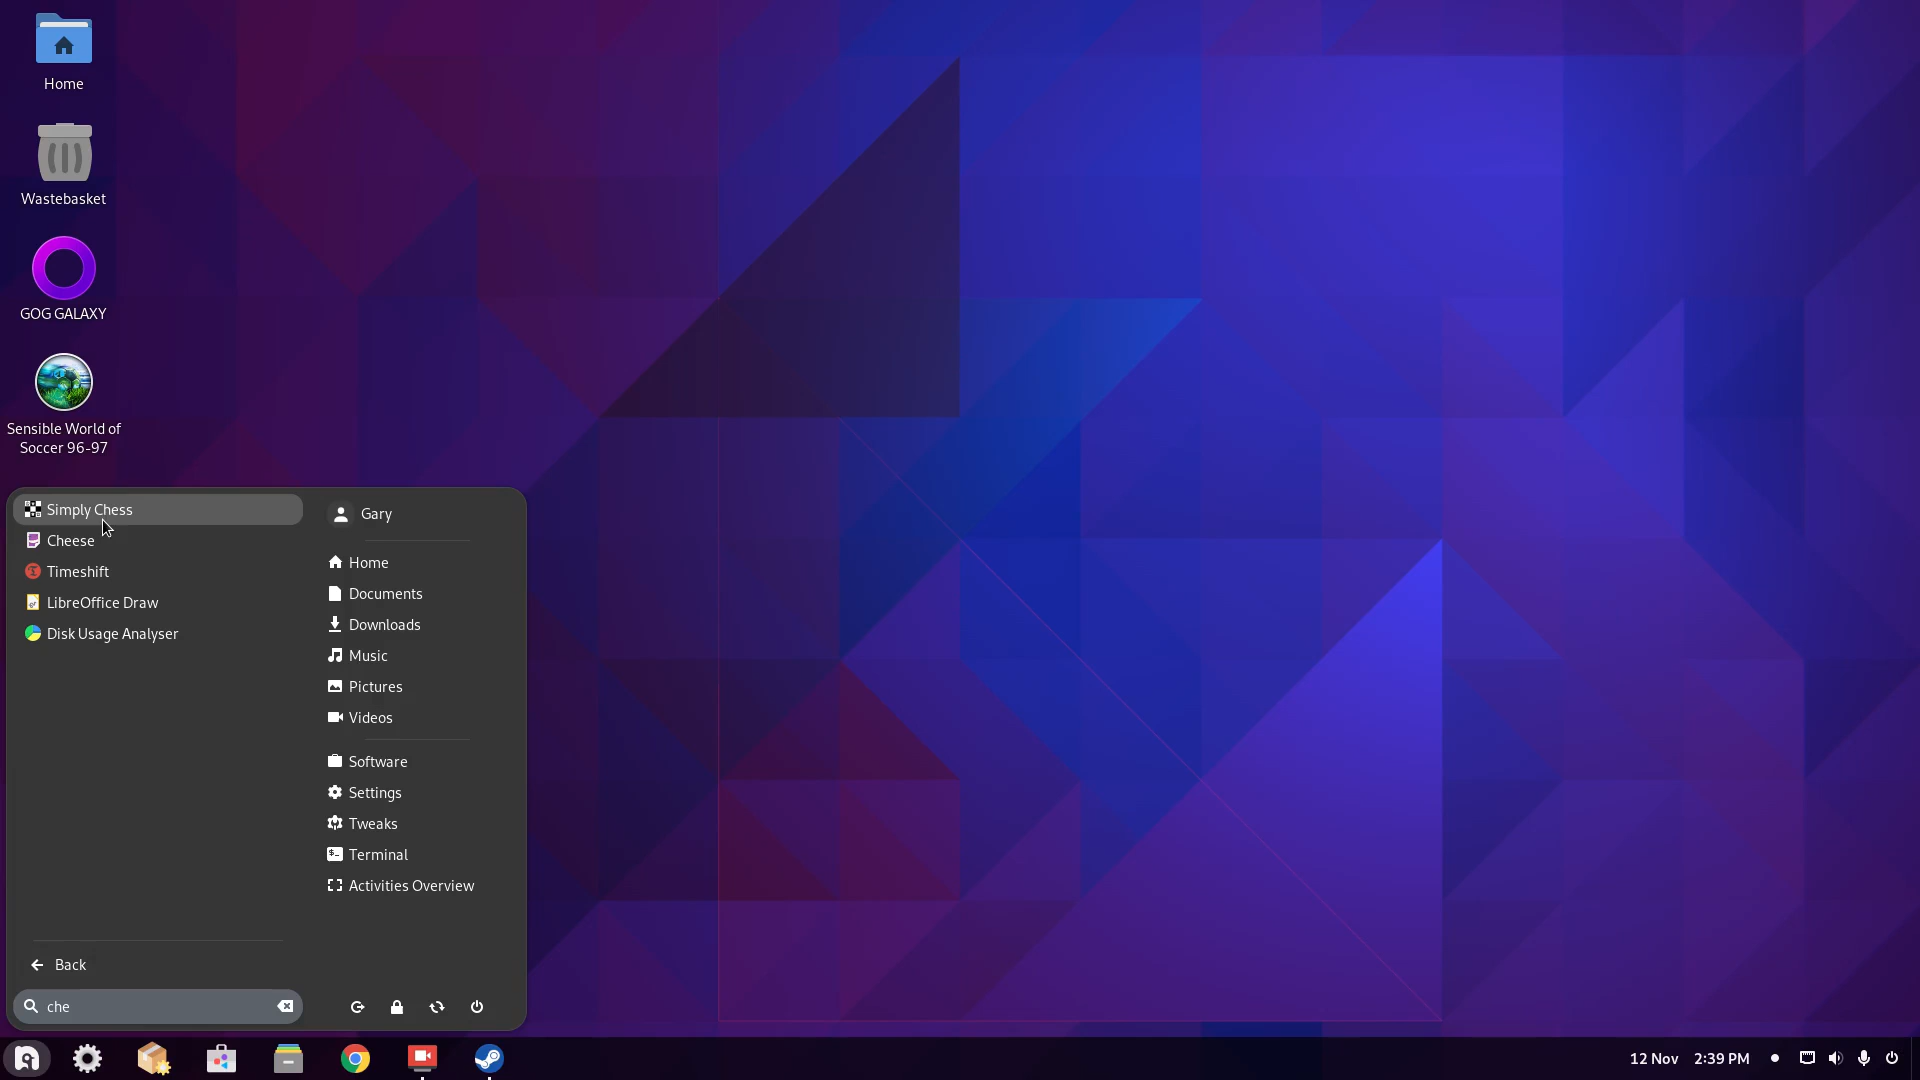 Home
Wastebasket
GOG GALAXY
Sensible World of
Soccer 96-97
Simply Chess
Cheese
Timeshift
LibreOffice Draw
Disk Usage Analyser
Back
che
Gary
Home
Documents
Downloads
Music
Pictures
Videos
Software
Settings
Tweaks
Terminal
Activities Overview
12 Nov 2:39 PM